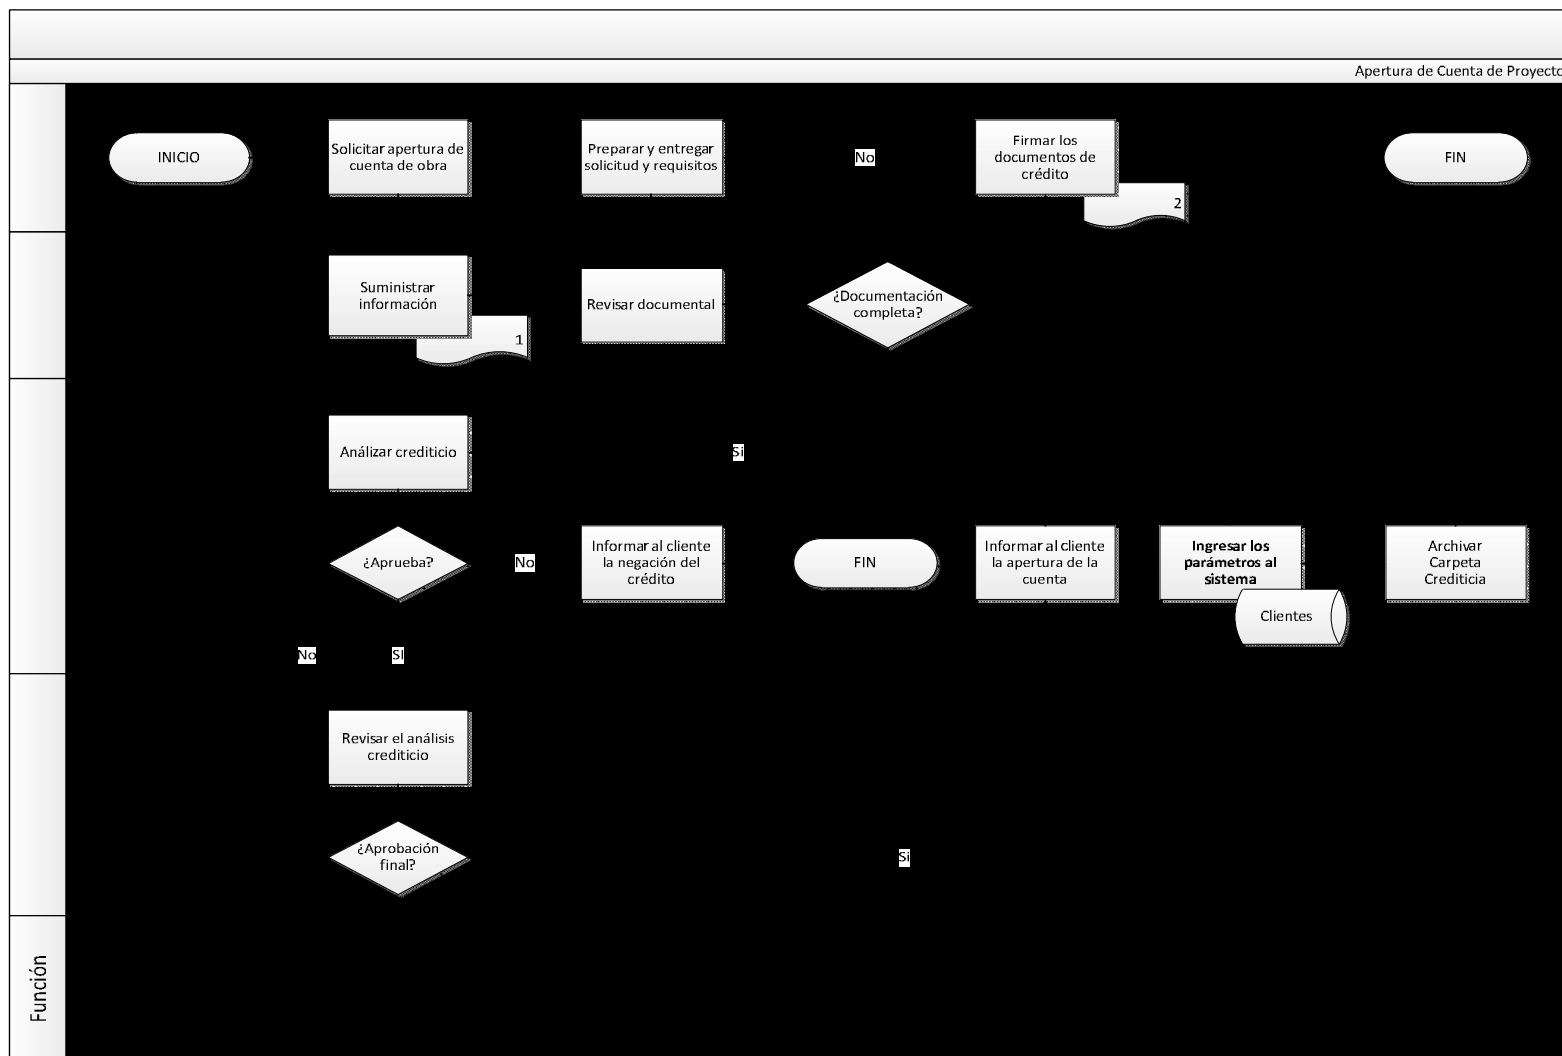 Apertura de Cuenta de Proyecto
INICIO
Solicitar apertura de
cuenta de obra
Preparar y entregar
solicitud y requisitos
No
Firmar los
documentos de
crédito
2
FIN
Suministrar
información
1
Revisar documental
¿Documentación
completa?
Análizar crediticio
Si
¿Aprueba?
No
Informar al cliente
la negación del
crédito
FIN
Informar al cliente
la apertura de la
cuenta
Ingresar los
parámetros al
sistema
Clientes
Archivar
Carpeta
Crediticia
No
SI
Revisar el análisis
crediticio
¿Aprobación
final?
Si
Función